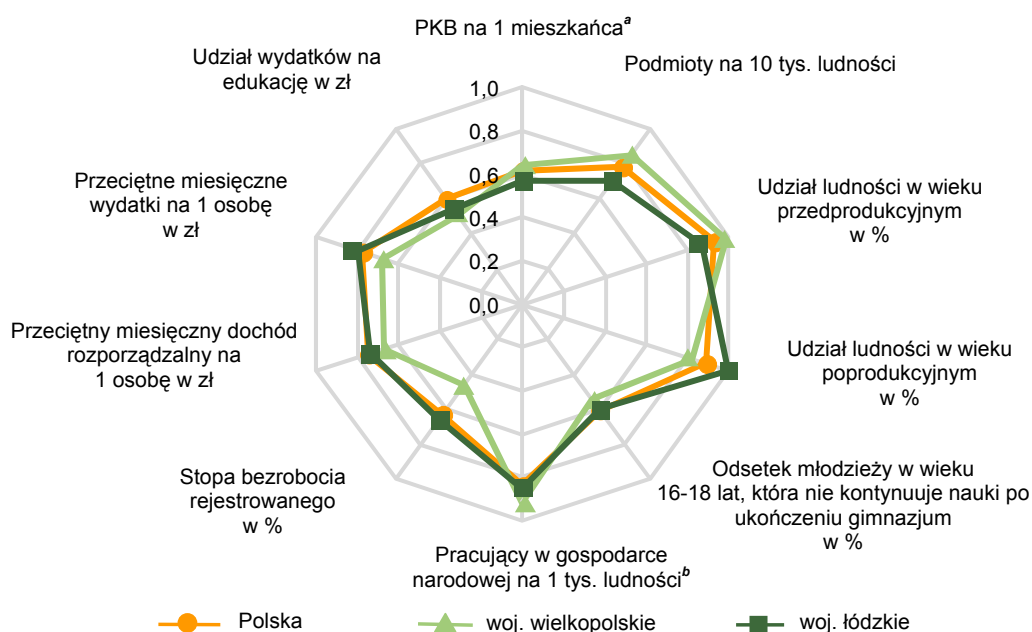 PKB na 1 mieszkańca a
Udział wydatków na
edukację w zł
Podmioty na 10 tys. ludności
1,0
0,8
0,6
0,4
0,2
0,0
Przeciętne miesięczne
wydatki na 1 osobę
w zł
Udział ludności w wieku
przedprodukcyjnym
w %
Przeciętny miesięczny dochód
rozporządzalny na
1 osobę w zł
Udział ludności w wieku
poprodukcyjnym
w %
Stopa bezrobocia
rejestrowanego
w %
Odsetek młodzieży w wieku
16-18 lat, która nie kontynuuje nauki po
ukończeniu gimnazjum
w %
Pracujący w gospodarce
narodowej na 1 tys. ludności b
Polska
woj. wielkopolskie
woj. łódzkie